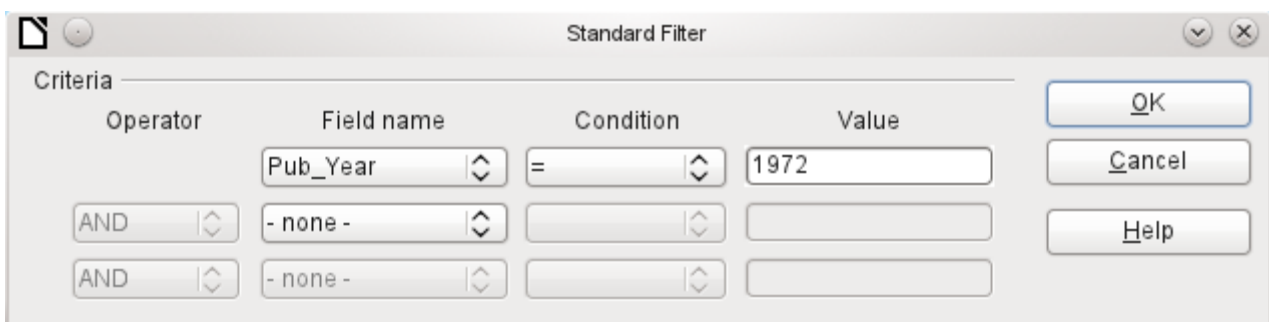 Standard Filter
Criteria
Operator Field name Condition Value
Pub_Year = 1972
AND - none -
AND - none -
OK
Cancel
Help